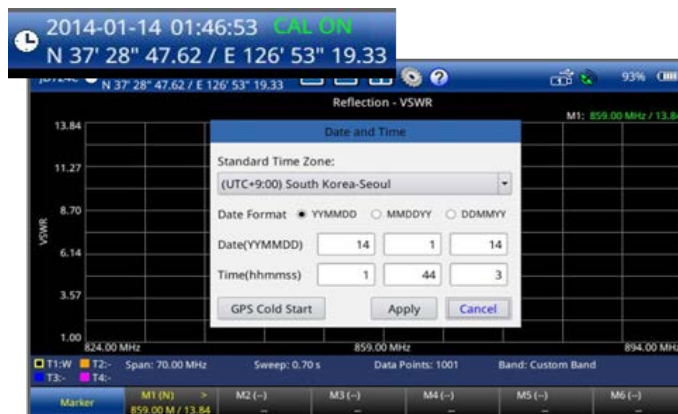 2014-01-14 01:46:53 CAL ON
N 37' 28" 47.62 / E 126' 53" 19.33
N 37' 28" 47.62 / E 126' 53" 19.33
93%
Reflection - VSWR
M1: 859.00 MHz / 13.84
13.84
11.27
8.70
6.14
3.57
1.00
VSWR
Date and Time
Standard Time Zone:
(UTC+9:00) South Korea-Seoul
Date Format YYMMDD MMDDYY DDMMYY
Date(YYMMDD) 14 1 14
Time(hhmmss) 1 44 3
GPS Cold Start Apply Cancel
824.00 MHz 859.00 MHz 894.00 MHz
T1:W T2:- Span: 70.00 MHz Sweep: 0.70 s Data Points: 1001 Band: Custom Band
T3:- T4:-
Marker M1 (N) > M2 (--) M3 (--) M4 (--) M5 (--) M6 (--)
859.00 M / 13.84 -- -- -- -- --